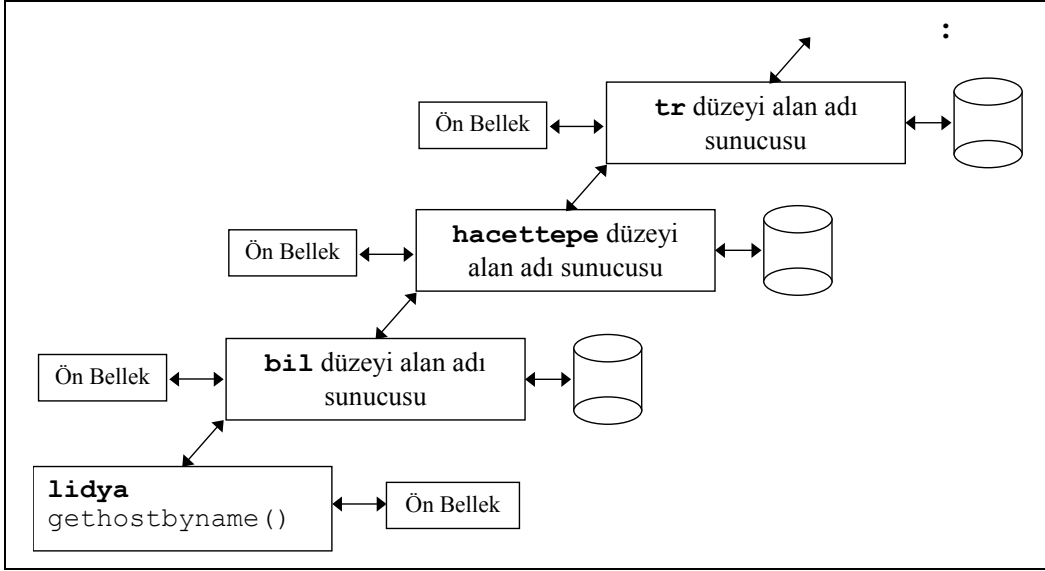 :
tr düzeyi alan adı
sunucusu
Ön Bellek
hacettepe düzeyi
alan adı sunucusu
Ön Bellek
bil düzeyi alan adı
sunucusu
Ön Bellek
lidya
gethostbyname()
Ön Bellek